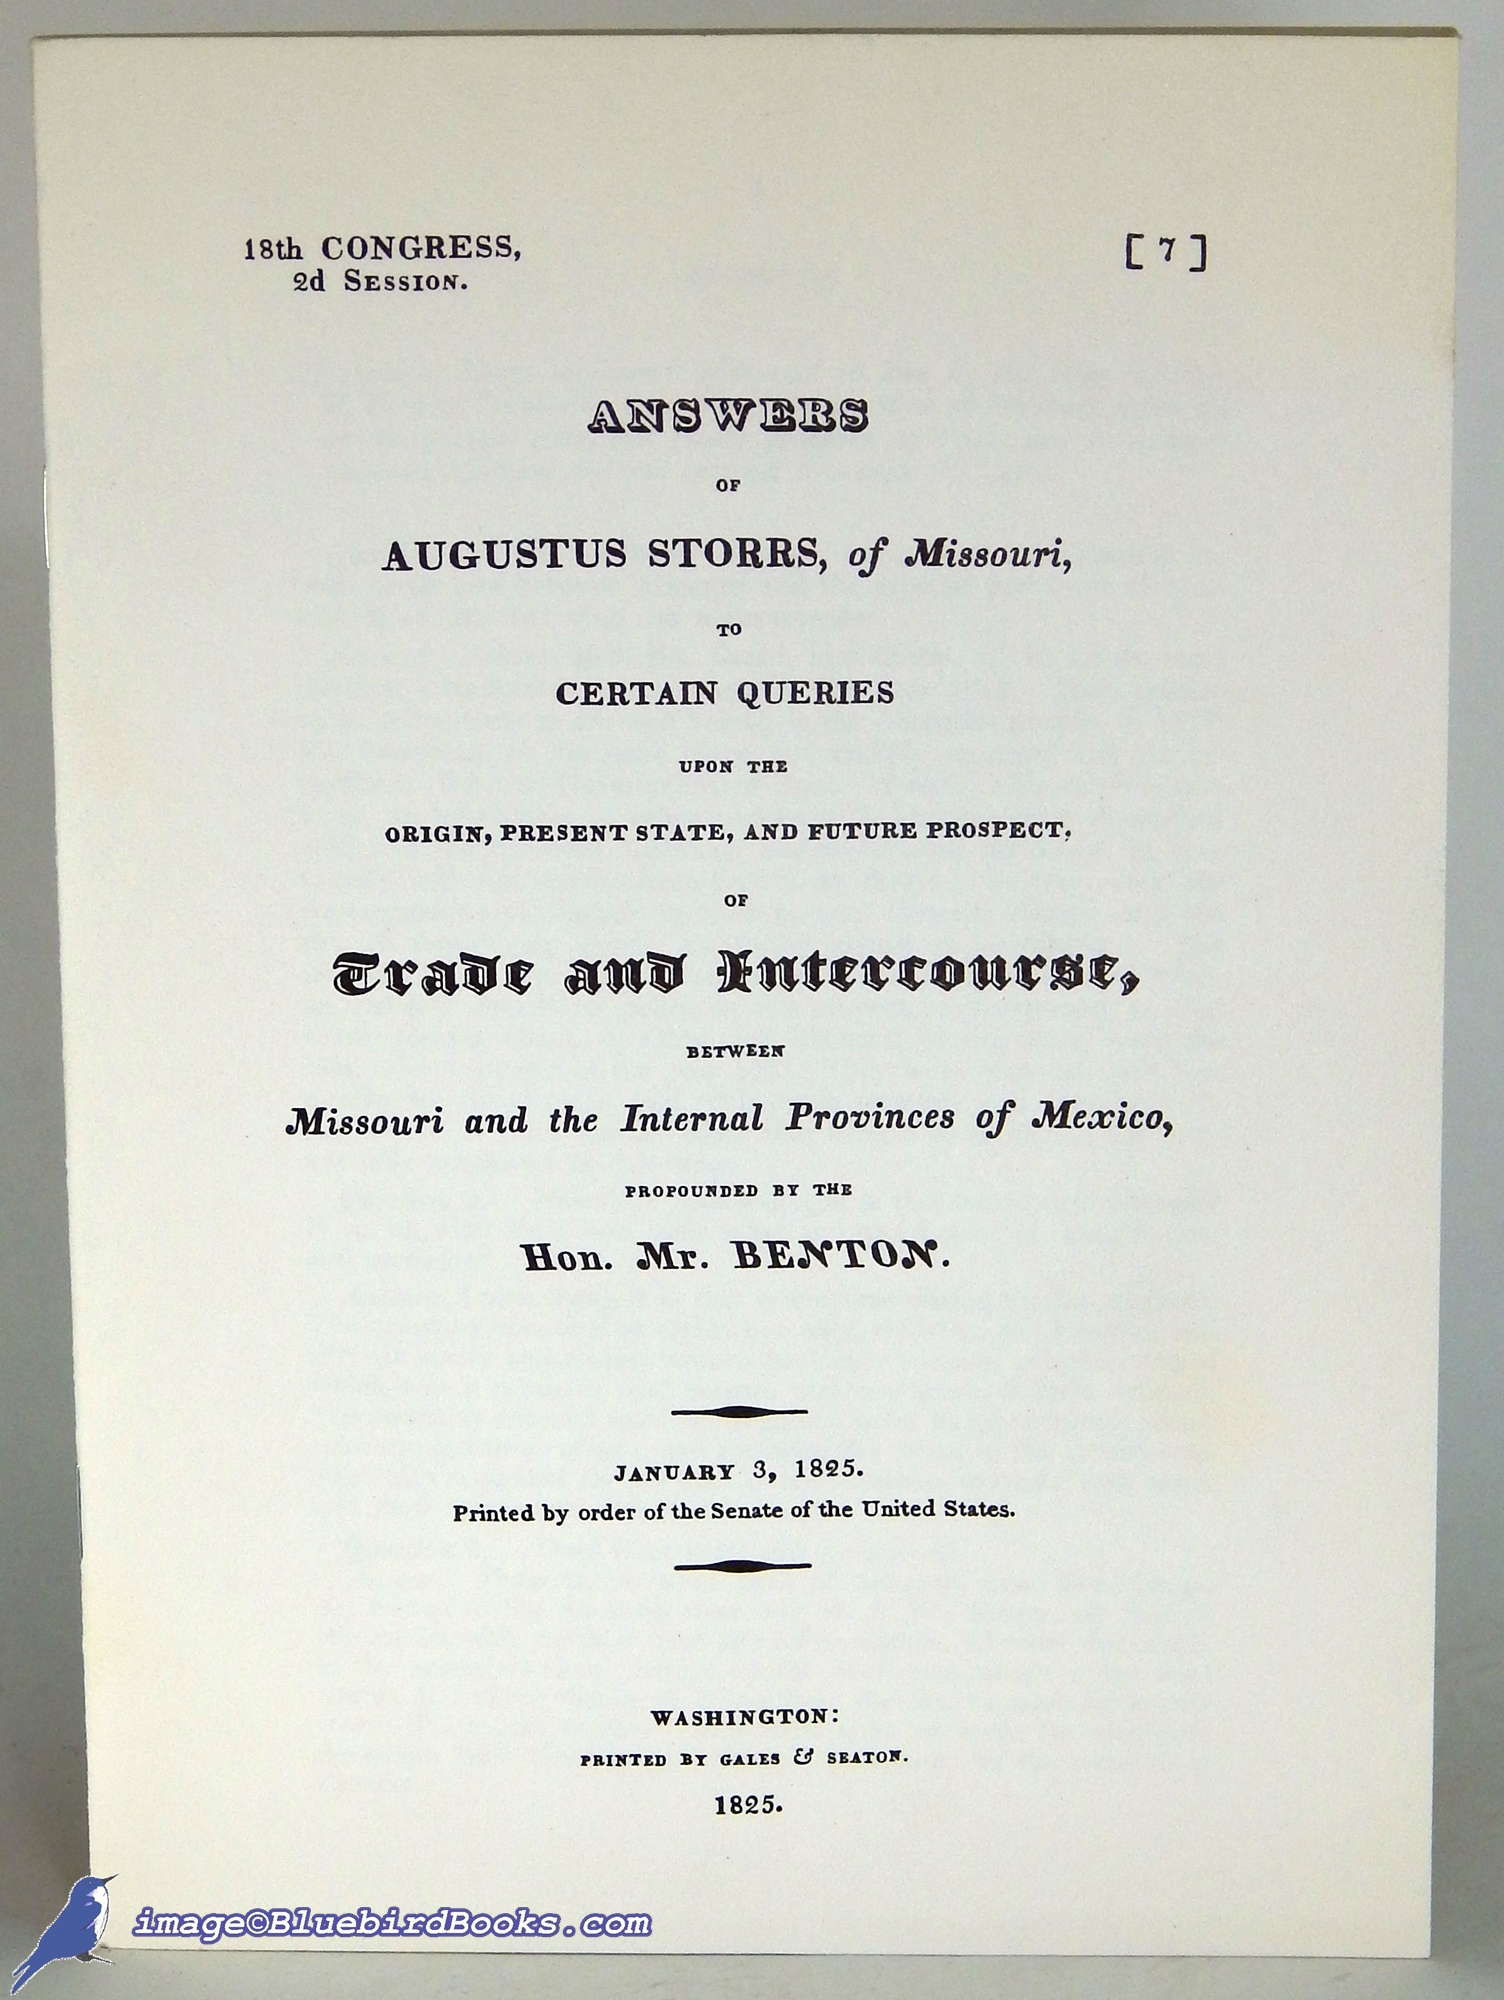 18th CONGRESS,
2d SESSION.
[ 7 ]
ANSWERS
OF
AUGUSTUS STORRS, of Missouri,
TO
CERTAIN QUERIES
UPON THE
ORIGIN, PRESENT STATE, AND FUTURE PROSPECT,
OF
Trade and Intercourse,
BETWEEN
Missouri and the Internal Provinces of Mexico,
PROPOUNDED BY THE
Hon. Mr. BENTON.
JANUARY 3, 1825.
Printed by order of the Senate of the United States.
WASHINGTON:
PRINTED BY GALES & SEATON.
1825.
image©BluebirdBooks.com